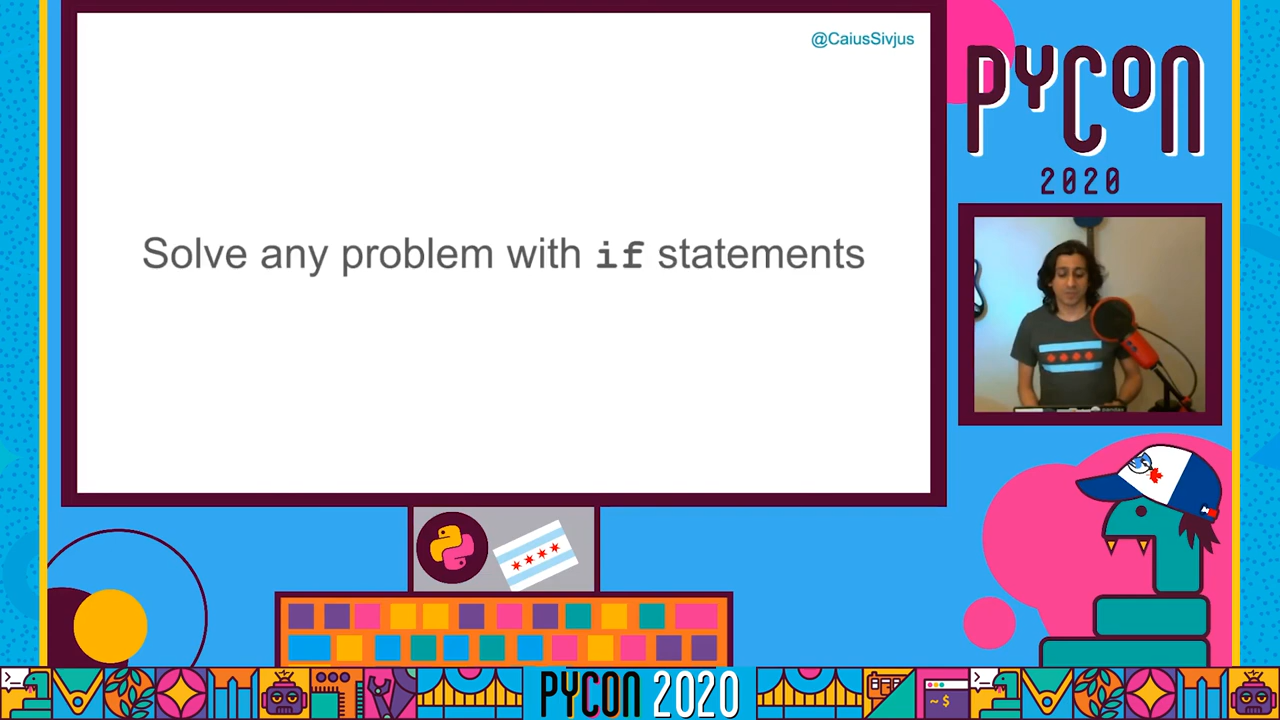 @CaiusSivjus
PYCON
2020
Solve any problem with if statements
~$
PYCON 2020